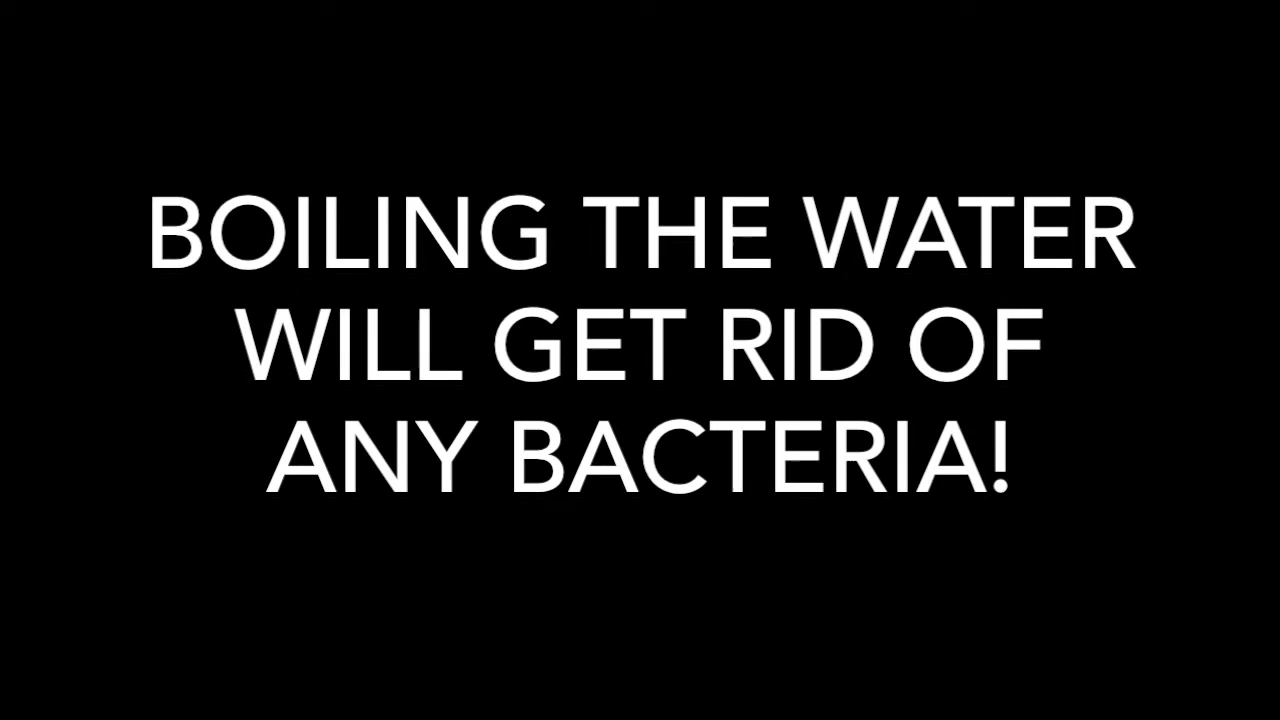 BOILING THE WATER
WILL GET RID OF
ANY BACTERIA!